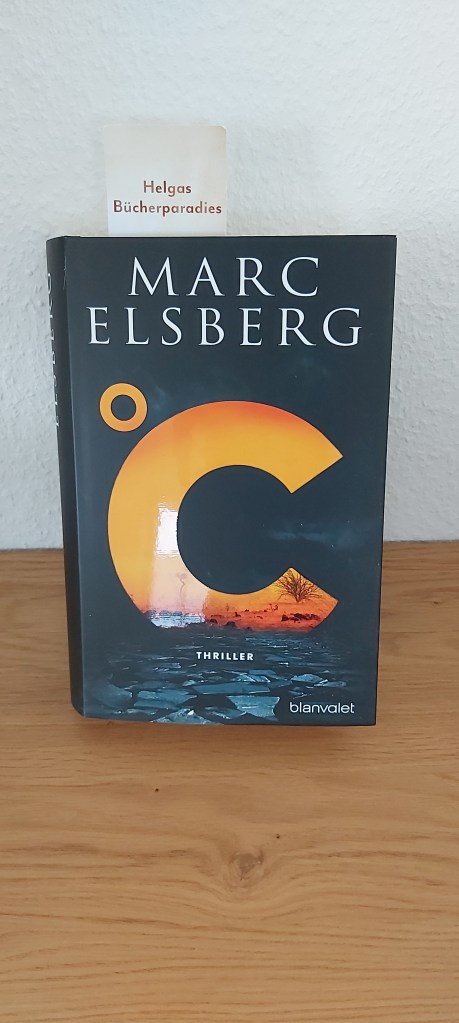 Helgas
Bücherparadies
MARC
ELSBERG
°C
THRILLER
blanvalet